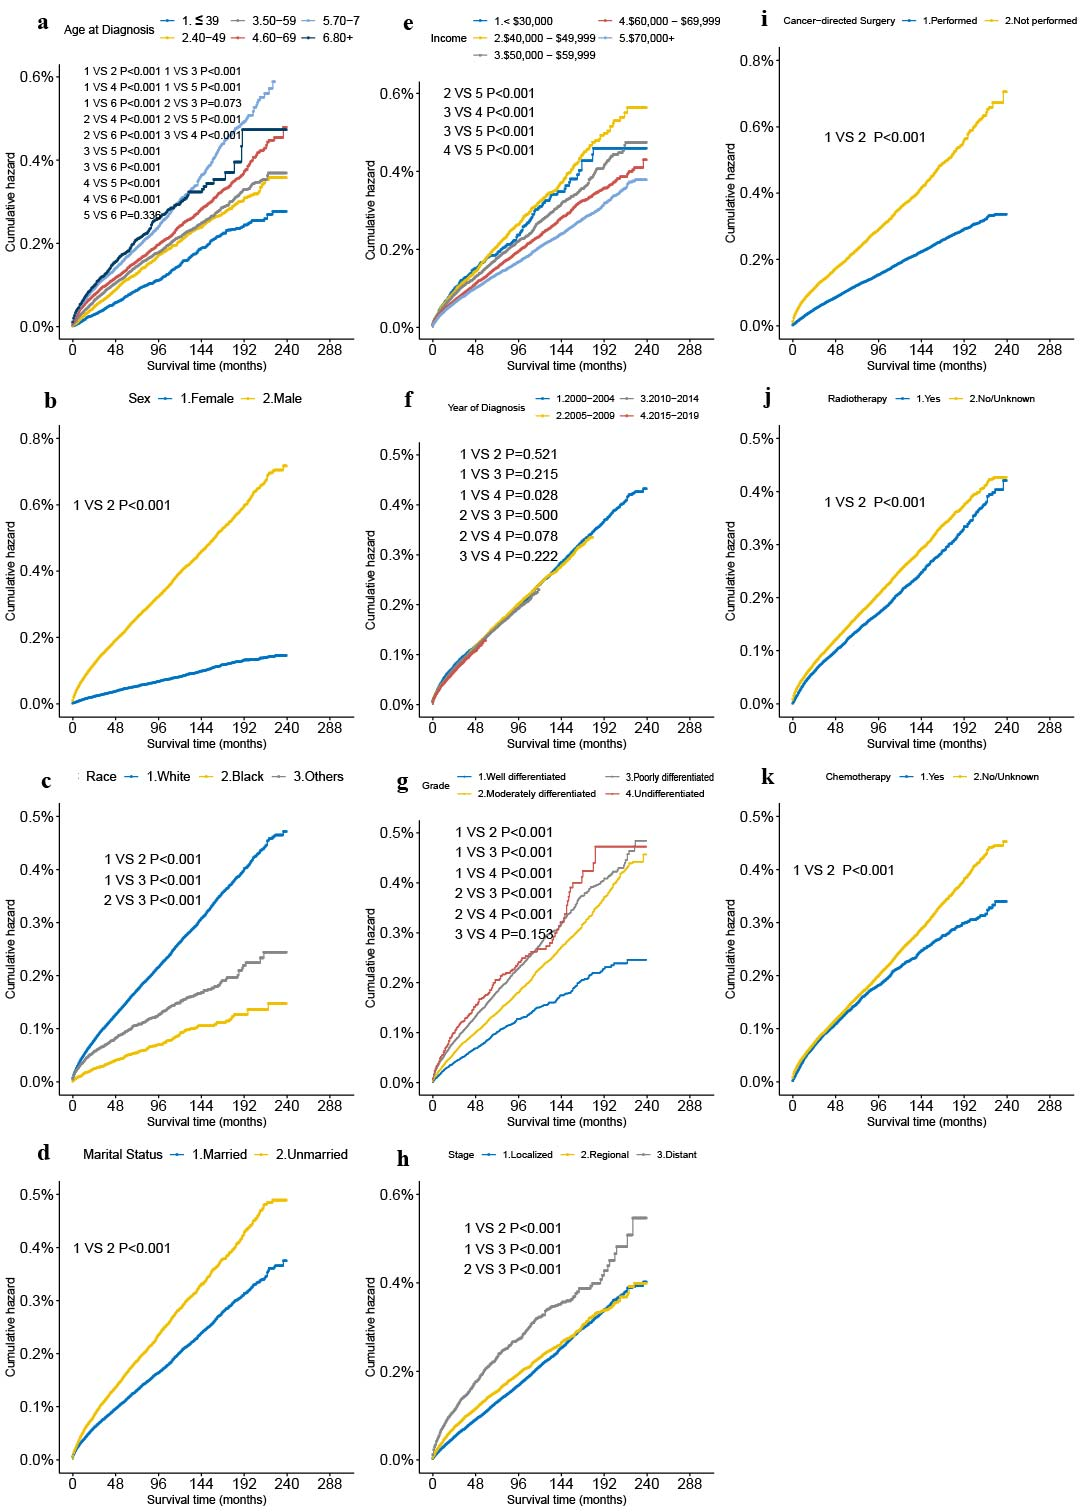 a
Age at Diagnosis
1. ≤ 39
3.50−59
5.70−7
2.40−49
4.60−69
6.80+
1 VS 2 P<0.001 1 VS 3 P<0.001
1 VS 4 P<0.001 1 VS 5 P<0.001
1 VS 6 P<0.001 2 VS 3 P=0.073
2 VS 4 P<0.001 2 VS 5 P<0.001
2 VS 6 P<0.001 3 VS 4 P<0.001
3 VS 5 P<0.001
3 VS 6 P<0.001
4 VS 5 P<0.001
4 VS 6 P<0.001
5 VS 6 P=0.336
Cumulative hazard
0.6%
0.4%
0.2%
0.0%
0 48 96 144 192 240 288
Survival time (months)
b
Sex 1.Female 2.Male
1 VS 2 P<0.001
Cumulative hazard
0.8%
0.6%
0.4%
0.2%
0.0%
0 48 96 144 192 240 288
Survival time (months)
c
Race 1.White 2.Black 3.Others
1 VS 2 P<0.001
1 VS 3 P<0.001
2 VS 3 P<0.001
Cumulative hazard
0.5%
0.4%
0.3%
0.2%
0.1%
0.0%
0 48 96 144 192 240 288
Survival time (months)
d
Marital Status 1.Married 2.Unmarried
1 VS 2 P<0.001
Cumulative hazard
0.5%
0.4%
0.3%
0.2%
0.1%
0.0%
0 48 96 144 192 240 288
Survival time (months)
e
Income
1.< $30,000
4.$60,000 − $69,999
2.$40,000 − $49,999
5.$70,000+
3.$50,000 − $59,999
2 VS 5 P<0.001
3 VS 4 P<0.001
3 VS 5 P<0.001
4 VS 5 P<0.001
Cumulative hazard
0.6%
0.4%
0.2%
0.0%
0 48 96 144 192 240 288
Survival time (months)
f
Year of Diagnosis
1.2000−2004
3.2010−2014
2.2005−2009
4.2015−2019
1 VS 2 P=0.521
1 VS 3 P=0.215
1 VS 4 P=0.028
2 VS 3 P=0.500
2 VS 4 P=0.078
3 VS 4 P=0.222
Cumulative hazard
0.5%
0.4%
0.3%
0.2%
0.1%
0.0%
0 48 96 144 192 240 288
Survival time (months)
g
Grade
1.Well differentiated
3.Poorly differentiated
2.Moderately differentiated
4.Undifferentiated
1 VS 2 P<0.001
1 VS 3 P<0.001
1 VS 4 P<0.001
2 VS 3 P<0.001
2 VS 4 P<0.001
3 VS 4 P=0.153
Cumulative hazard
0.5%
0.4%
0.3%
0.2%
0.1%
0.0%
0 48 96 144 192 240 288
Survival time (months)
h
Stage 1.Localized 2.Regional 3.Distant
1 VS 2 P<0.001
1 VS 3 P<0.001
2 VS 3 P<0.001
Cumulative hazard
0.6%
0.4%
0.2%
0.0%
0 48 96 144 192 240 288
Survival time (months)
i
Cancer−directed Surgery 1.Performed 2.Not performed
1 VS 2 P<0.001
Cumulative hazard
0.8%
0.6%
0.4%
0.2%
0.0%
0 48 96 144 192 240 288
Survival time (months)
j
Radiotherapy 1.Yes 2.No/Unknown
1 VS 2 P<0.001
Cumulative hazard
0.5%
0.4%
0.3%
0.2%
0.1%
0.0%
0 48 96 144 192 240 288
Survival time (months)
k
Chemotherapy 1.Yes 2.No/Unknown
1 VS 2 P<0.001
Cumulative hazard
0.5%
0.4%
0.3%
0.2%
0.1%
0.0%
0 48 96 144 192 240 288
Survival time (months)